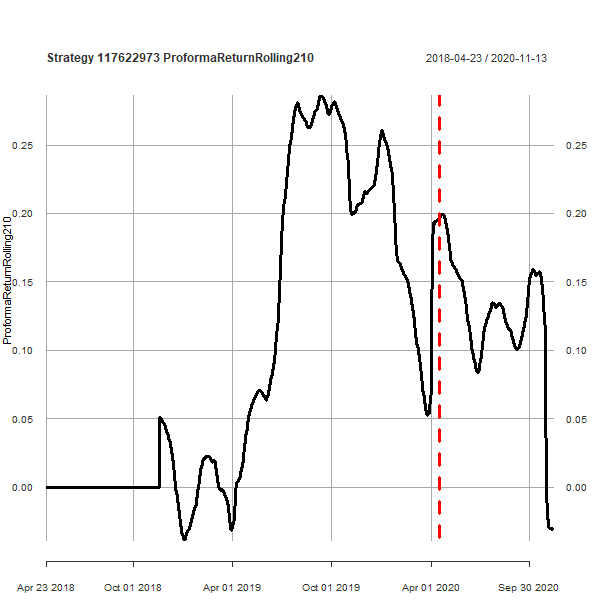 Strategy 117622973 ProformaReturnRolling210
2018-04-23 / 2020-11-13
ProformaReturnRolling210
0.25 0.25
0.20 0.20
0.15 0.15
0.10 0.10
0.05 0.05
0.00 0.00
Apr 23 2018 Oct 01 2018 Apr 01 2019 Oct 01 2019 Apr 01 2020 Sep 30 2020